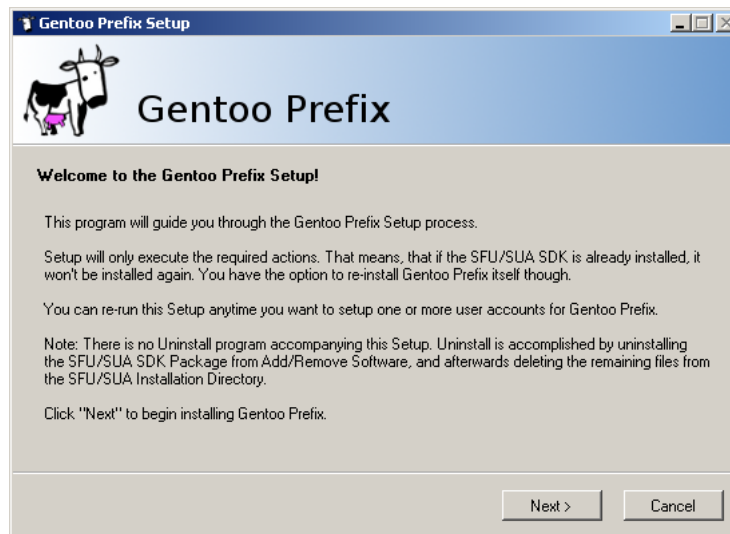 Gentoo Prefix Setup
Gentoo Prefix
Welcome to the Gentoo Prefix Setup!
This program will guide you through the Gentoo Prefix Setup process.
Setup will only execute the required actions. That means, that if the SFU/SUA SDK is already installed, it
won't be installed again. You have the option to re-install Gentoo Prefix itself though.
You can re-run this Setup anytime you want to setup one or more user accounts for Gentoo Prefix.
Note: There is no Uninstall program accompanying this Setup. Uninstall is accomplished by uninstalling
the SFU/SUA SDK Package from Add/Remove Software, and afterwards deleting the remaining files from
the SFU/SUA Installation Directory.
Click "Next" to begin installing Gentoo Prefix.
Next >
Cancel